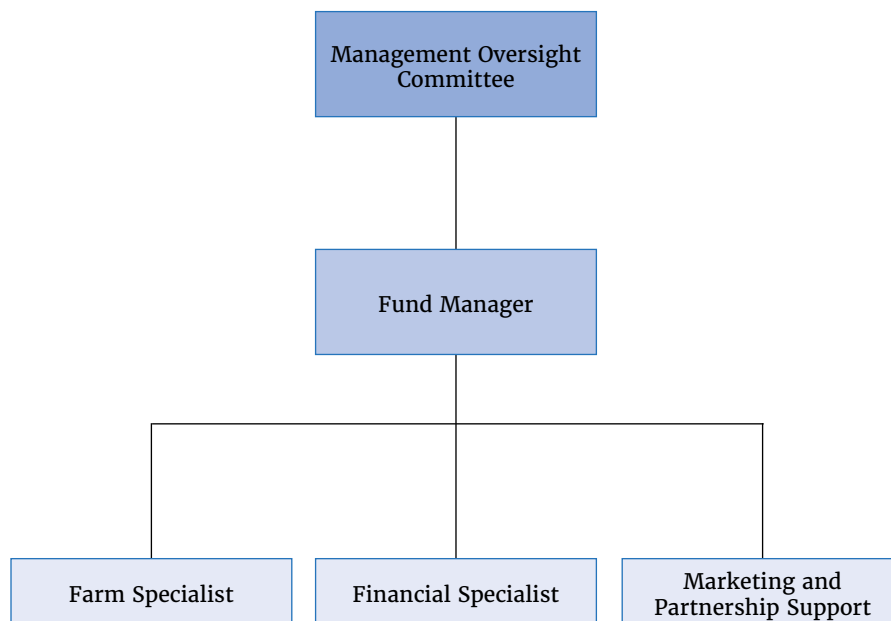 Management Oversight
Committee
Fund Manager
Farm Specialist
Financial Specialist
Marketing and
Partnership Support